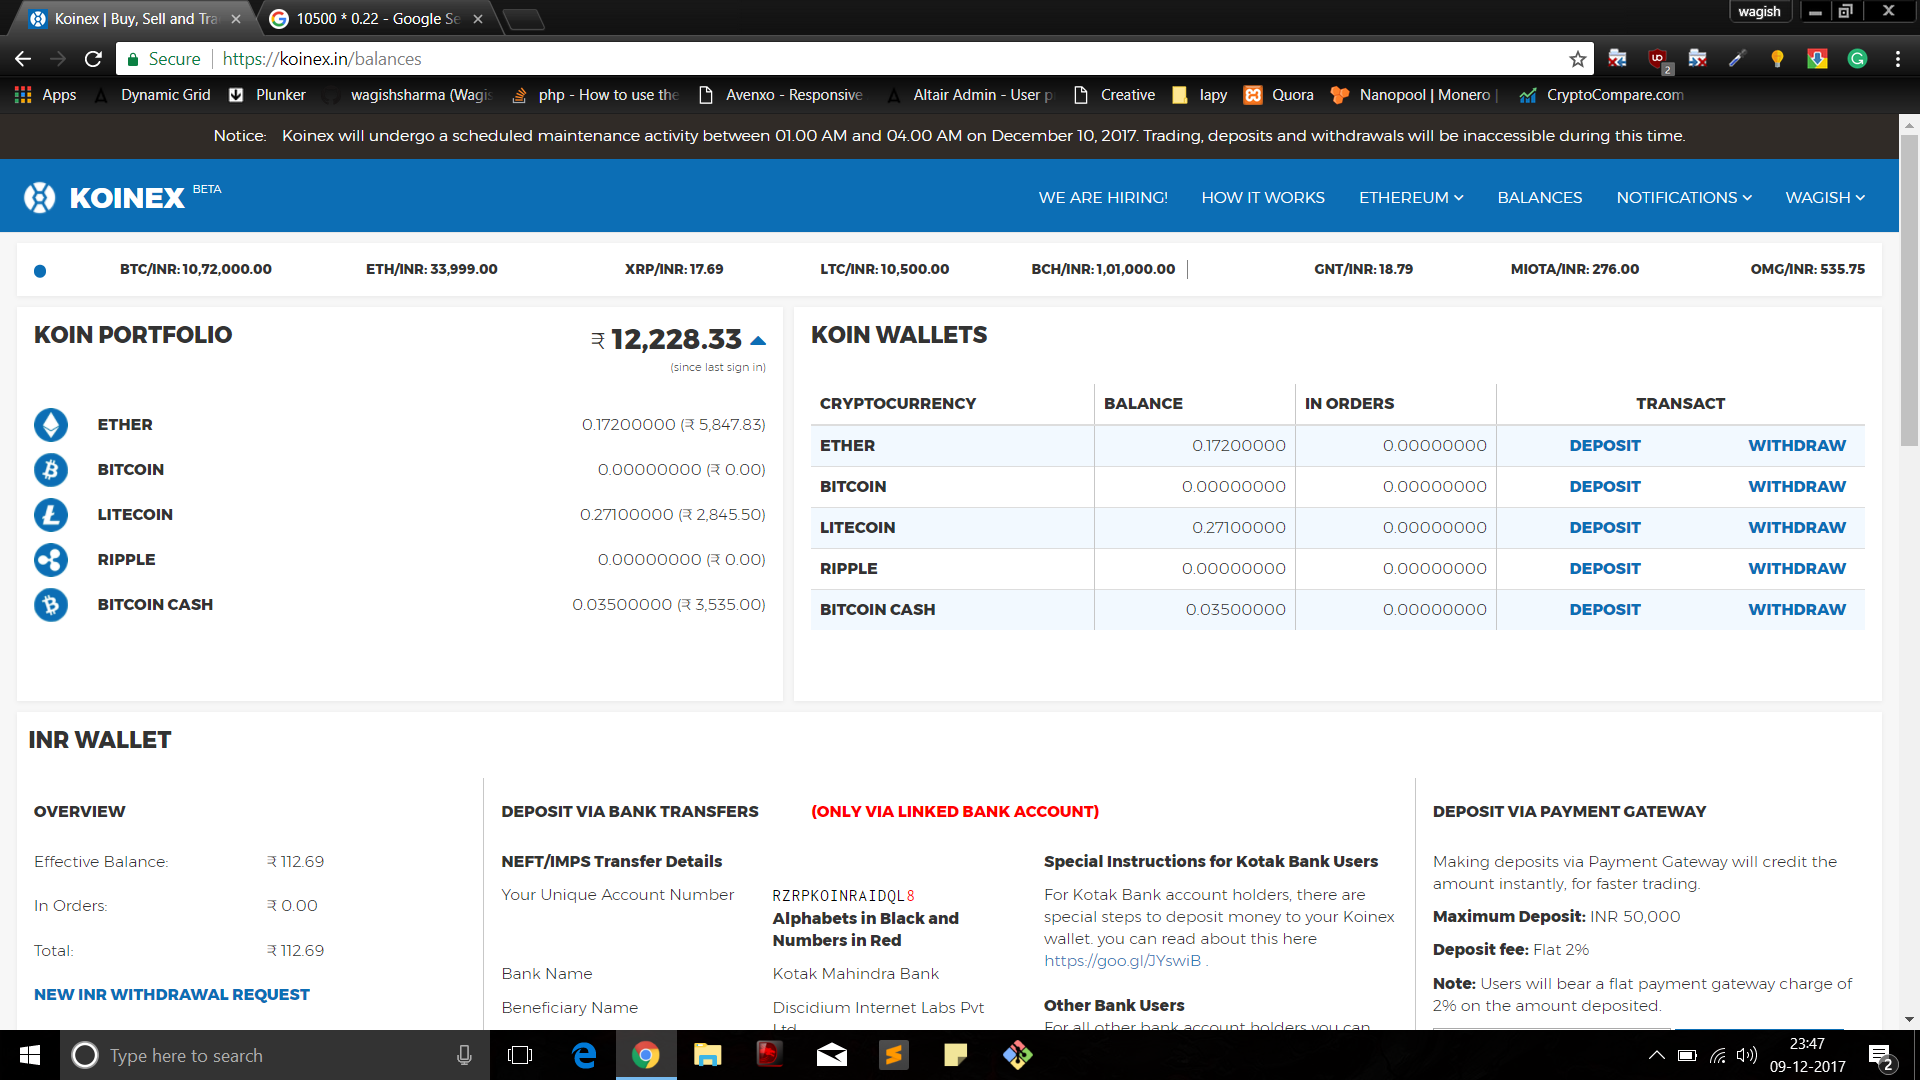 Koinex | Buy, Sell and Tra
10500 * 0.22 - Google Se
wagish
Secure
https://koinex.in/balances
2
Apps
Dynamic Grid
Plunker
wagishsharma (Wagis
php - How to use the
Avenxo - Responsive
Altair Admin - User p
Creative
lapy
Quora
Nanopool | Monero |
CryptoCompare.com
Notice: Koinex will undergo a scheduled maintenance activity between 01.00 AM and 04.00 AM on December 10, 2017. Trading, deposits and withdrawals will be inaccessible during this time.
KOINEX BETA
WE ARE HIRING! HOW IT WORKS ETHEREUM BALANCES NOTIFICATIONS WAGISH
BTC/INR: 10,72,000.00 ETH/INR: 33,999.00 XRP/INR: 17.69 LTC/INR: 10,500.00 BCH/INR: 1,01,000.00 GNT/INR: 18.79 MIOTA/INR: 276.00 OMG/INR: 535.75
KOIN PORTFOLIO
₹ 12,228.33
(since last sign in)
ETHER 0.17200000 (₹ 5,847.83)
BITCOIN 0.00000000 (₹ 0.00)
LITECOIN 0.27100000 (₹ 2,845.50)
RIPPLE 0.00000000 (₹ 0.00)
BITCOIN CASH 0.03500000 (₹ 3,535.00)
KOIN WALLETS
CRYPTOCURRENCY BALANCE IN ORDERS TRANSACT
ETHER 0.17200000 0.00000000 DEPOSIT WITHDRAW
BITCOIN 0.00000000 0.00000000 DEPOSIT WITHDRAW
LITECOIN 0.27100000 0.00000000 DEPOSIT WITHDRAW
RIPPLE 0.00000000 0.00000000 DEPOSIT WITHDRAW
BITCOIN CASH 0.03500000 0.00000000 DEPOSIT WITHDRAW
INR WALLET
OVERVIEW
Effective Balance: ₹ 112.69
In Orders: ₹ 0.00
Total: ₹ 112.69
NEW INR WITHDRAWAL REQUEST
DEPOSIT VIA BANK TRANSFERS (ONLY VIA LINKED BANK ACCOUNT)
NEFT/IMPS Transfer Details
Your Unique Account Number RZRPKOINRAIDQL8
Alphabets in Black and
Numbers in Red
Bank Name Kotak Mahindra Bank
Beneficiary Name Discidium Internet Labs Pvt
Ltd
Special Instructions for Kotak Bank Users
For Kotak Bank account holders, there are
special steps to deposit money to your Koinex
wallet. you can read about this here
https://goo.gl/JYswiB .
Other Bank Users
For all other bank account holders you can
DEPOSIT VIA PAYMENT GATEWAY
Making deposits via Payment Gateway will credit the
amount instantly, for faster trading.
Maximum Deposit: INR 50,000
Deposit fee: Flat 2%
Note: Users will bear a flat payment gateway charge of
2% on the amount deposited.
Type here to search
23:47
09-12-2017
2